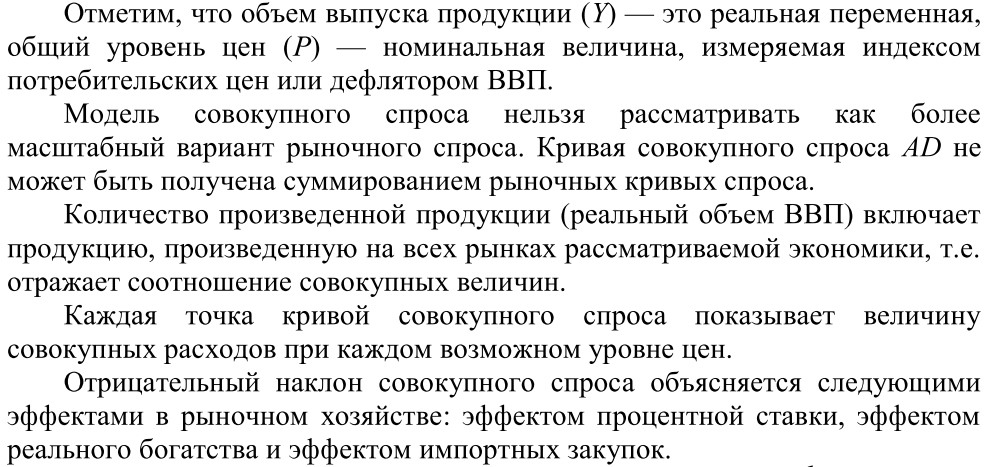 Отметим, что объем выпуска продукции (Y) — это реальная переменная,
общий уровень цен (P) — номинальная величина, измеряемая индексом
потребительских цен или дефлятором ВВП.
Модель совокупного спроса нельзя рассматривать как более
масштабный вариант рыночного спроса. Кривая совокупного спроса AD не
может быть получена суммированием рыночных кривых спроса.
Количество произведенной продукции (реальный объем ВВП) включает
продукцию, произведенную на всех рынках рассматриваемой экономики, т.е.
отражает соотношение совокупных величин.
Каждая точка кривой совокупного спроса показывает величину
совокупных расходов при каждом возможном уровне цен.
Отрицательный наклон совокупного спроса объясняется следующими
эффектами в рыночном хозяйстве: эффектом процентной ставки, эффектом
реального богатства и эффектом импортных закупок.